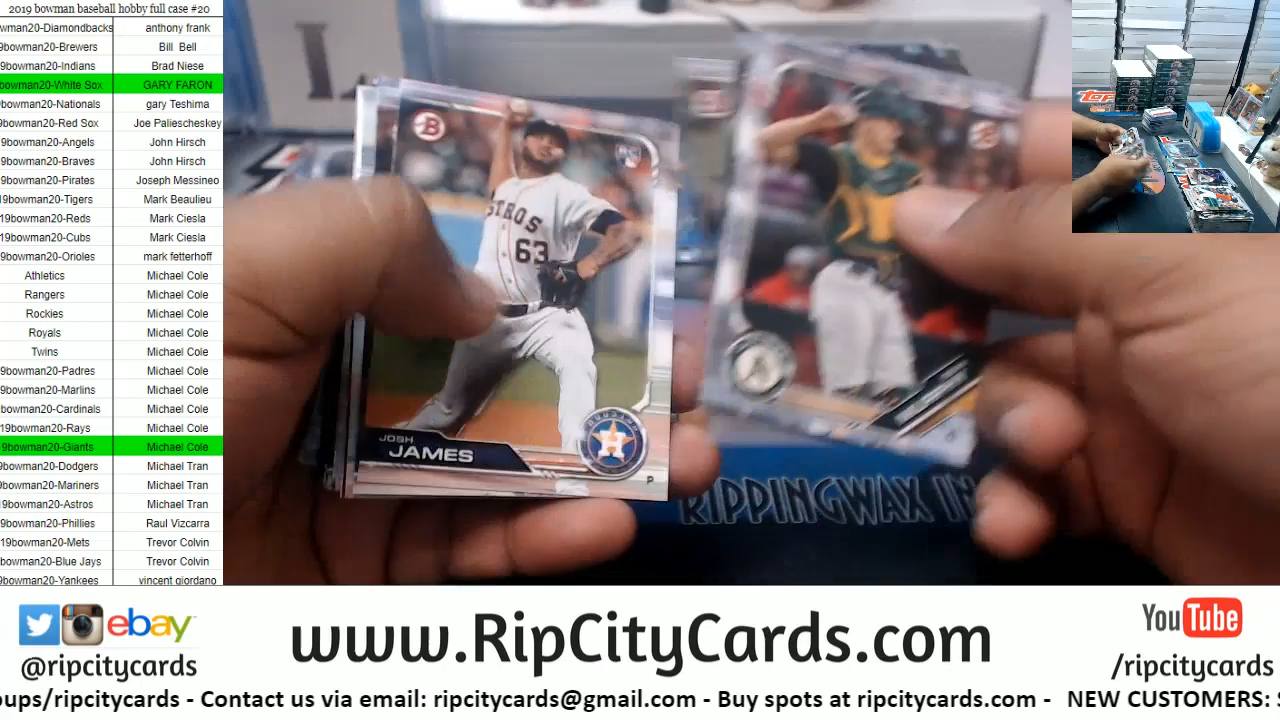 2019 bowman baseball hobby full case #20
wman20-Diamondbacks anthony frank
9bowman20-Brewers Bill Bell
9bowman20-Indians Brad Niese
bowman20-White Sox GARY FARON
9bowman20-Nationals gary Teshima
9bowman20-Red Sox Joe Paliescheskey
9bowman20-Angels John Hirsch
9bowman20-Braves John Hirsch
9bowman20-Pirates Joseph Messineo
19bowman20-Tigers Mark Beaulieu
19bowman20-Reds Mark Ciesla
19bowman20-Cubs Mark Ciesla
9bowman20-Orioles mark fetterhoff
Athletics Michael Cole
Rangers Michael Cole
Rockies Michael Cole
Royals Michael Cole
Twins Michael Cole
9bowman20-Padres Michael Cole
9bowman20-Marlins Michael Cole
bowman20-Cardinals Michael Cole
19bowman20-Rays Michael Cole
9bowman20-Giants Michael Cole
9bowman20-Dodgers Michael Tran
9bowman20-Mariners Michael Tran
19bowman20-Astros Michael Tran
9bowman20-Phillies Raul Vizcarra
19bowman20-Mets Trevor Colvin
bowman20-Blue Jays Trevor Colvin
9bowman20-Yankees vincent giordano
B
STROS
63
JOSH
JAMES
HOUSTON
H
P
RIPPINGWAX IN
ebay
@ripcitycards
www.RipCityCards.com
YouTube
/ripcitycards
oups/ripcitycards - Contact us via email: ripcitycards@gmail.com - Buy spots at ripcitycards.com - NEW CUSTOMERS: S